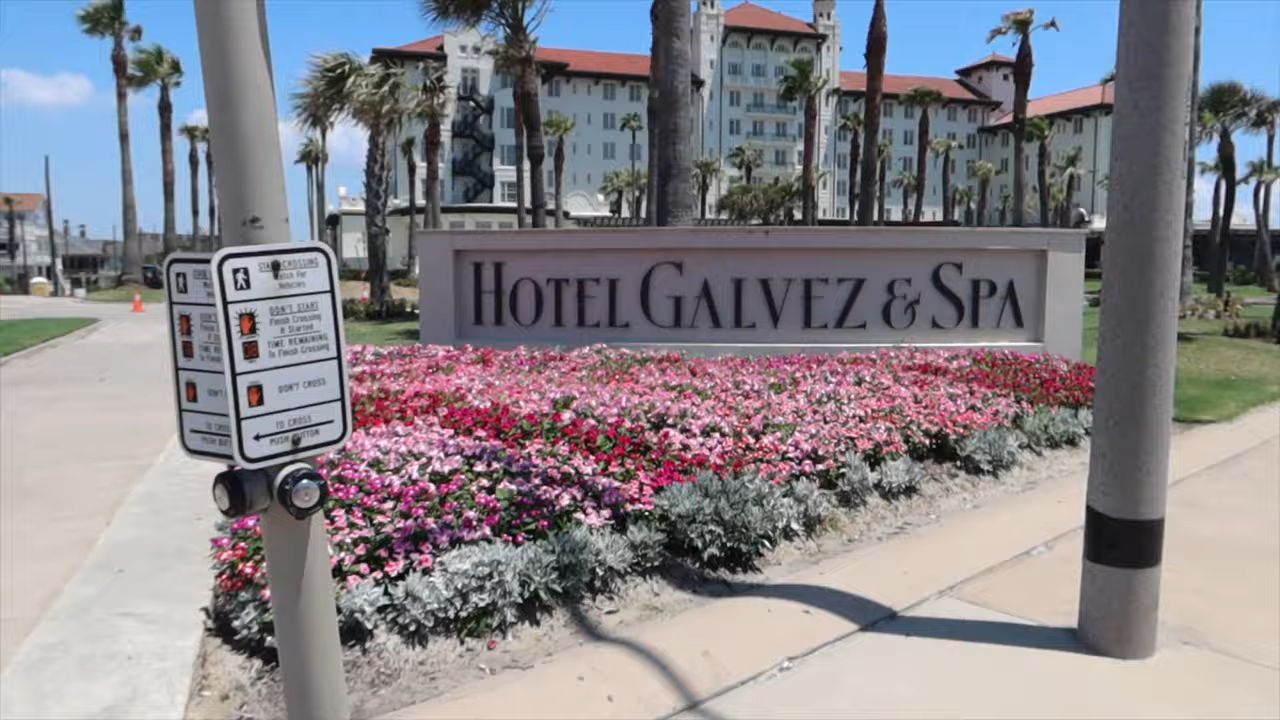 HOTEL GALVEZ & SPA
START CROSSING
Watch For
Vehicles
DON'T START
Finish Crossing
If Started
TIME REMAINING
To Finish Crossing
DON'T CROSS
TO CROSS
PUSH BUTTON